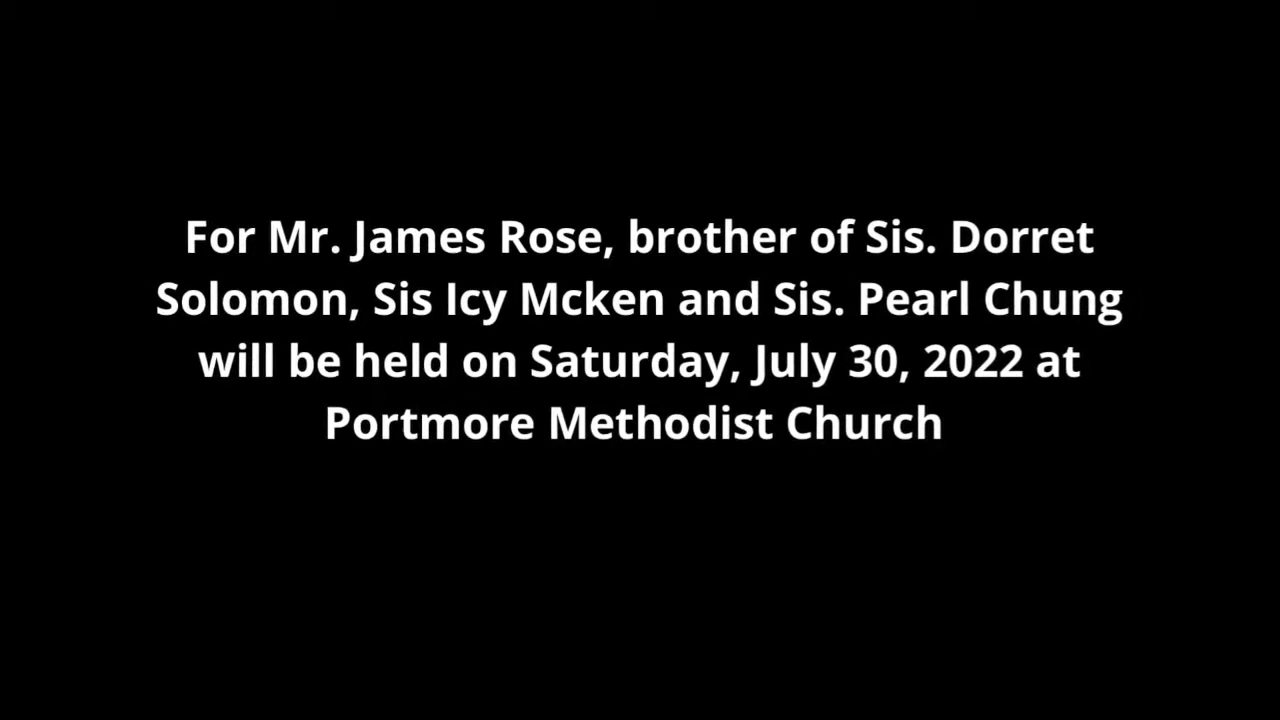 For Mr. James Rose, brother of Sis. Dorret
Solomon, Sis Icy Mcken and Sis. Pearl Chung
will be held on Saturday, July 30, 2022 at
Portmore Methodist Church